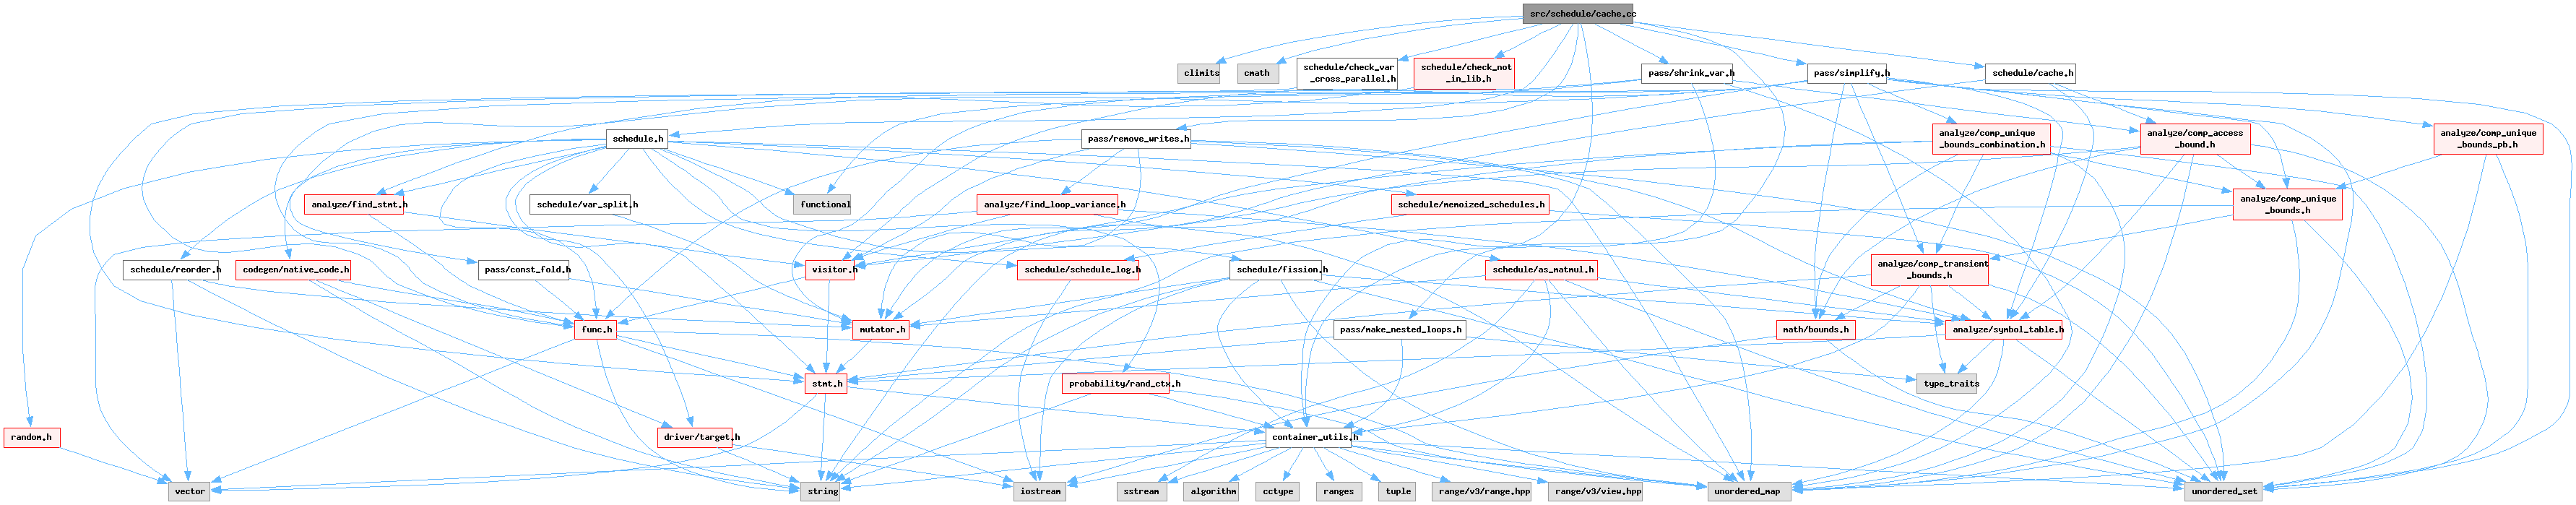 src/schedule/cache.cc
climits
cmath
schedule/check_var
_cross_parallel.h
schedule/check_not
_in_lib.h
pass/shrink_var.h
pass/simplify.h
schedule/cache.h
schedule.h
pass/remove_writes.h
analyze/comp_unique
_bounds_combination.h
analyze/comp_access
_bound.h
analyze/comp_unique
_bounds_pb.h
analyze/find_stmt.h
schedule/var_split.h
functional
analyze/find_loop_variance.h
schedule/memoized_schedules.h
analyze/comp_unique
_bounds.h
schedule/reorder.h
codegen/native_code.h
pass/const_fold.h
visitor.h
schedule/schedule_log.h
schedule/fission.h
schedule/as_matmul.h
analyze/comp_transient
_bounds.h
func.h
mutator.h
pass/make_nested_loops.h
math/bounds.h
analyze/symbol_table.h
stmt.h
probability/rand_ctx.h
type_traits
random.h
driver/target.h
container_utils.h
vector
string
iostream
sstream
algorithm
cctype
ranges
tuple
range/v3/range.hpp
range/v3/view.hpp
unordered_map
unordered_set